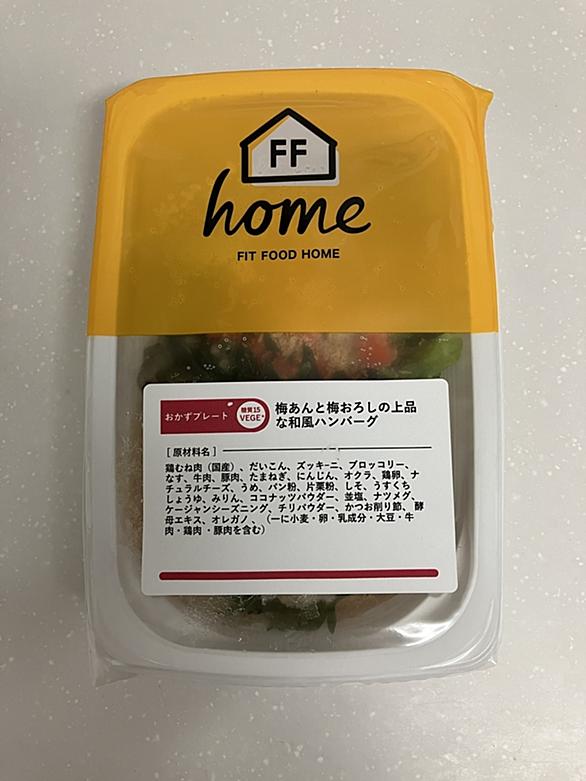 FF
home
FIT FOOD HOME
おかずプレート
糖質15
VEGE+
梅あんと梅おろしの上品
な和風ハンバーグ
[ 原材料名 ]
鶏むね肉（国産）、だいこん、ズッキ－ニ、ブロッコリー、
なす、牛肉、豚肉、たまねぎ、にんじん、オクラ、鶏卵、ナ
チュラルチーズ、うめ、パン粉、片栗粉、しそ、うすくち
しょうゆ、みりん、ココナッツパウダー、並塩、ナツメグ、
ケージャンシーズニング、チリパウダー、かつお削り節、酵
母エキス、オレガノ 、（一に小麦・卵・乳成分・大豆・牛
肉・鶏肉・豚肉を含む）